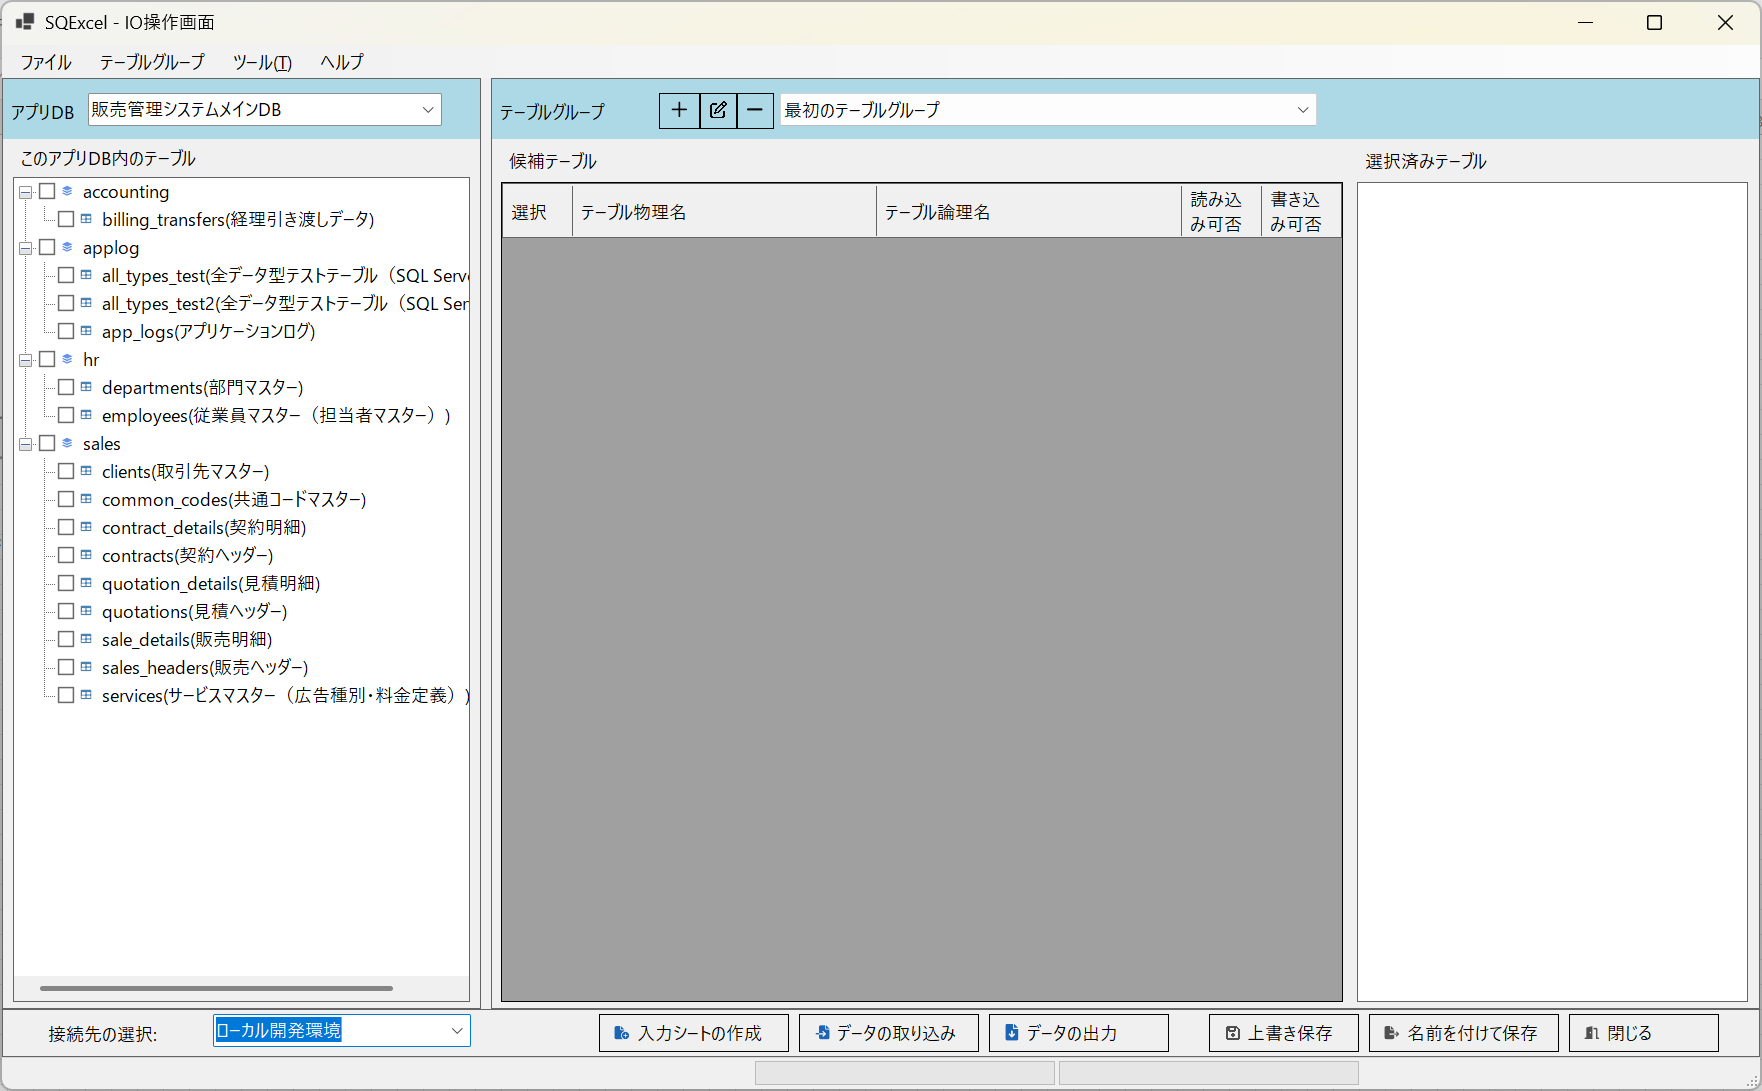 SQExcel - IO操作画面
ファイル テーブルグループ ツール(T) ヘルプ
アプリDB 販売管理システムメインDB
テーブルグループ 最初のテーブルグループ
このアプリDB内のテーブル
accounting
billing_transfers(経理引き渡しデータ)
applog
all_types_test(全データ型テストテーブル（SQL Serve
all_types_test2(全データ型テストテーブル（SQL Ser
app_logs(アプリケーションログ)
hr
departments(部門マスター)
employees(従業員マスター（担当者マスター）)
sales
clients(取引先マスター)
common_codes(共通コードマスター)
contract_details(契約明細)
contracts(契約ヘッダー)
quotation_details(見積明細)
quotations(見積ヘッダー)
sale_details(販売明細)
sales_headers(販売ヘッダー)
services(サービスマスター（広告種別・料金定義）)
候補テーブル
選択 テーブル物理名 テーブル論理名 読み込み可否 書き込み可否
選択済みテーブル
接続先の選択: ローカル開発環境
入力シートの作成 データの取り込み データの出力 上書き保存 名前を付けて保存 閉じる